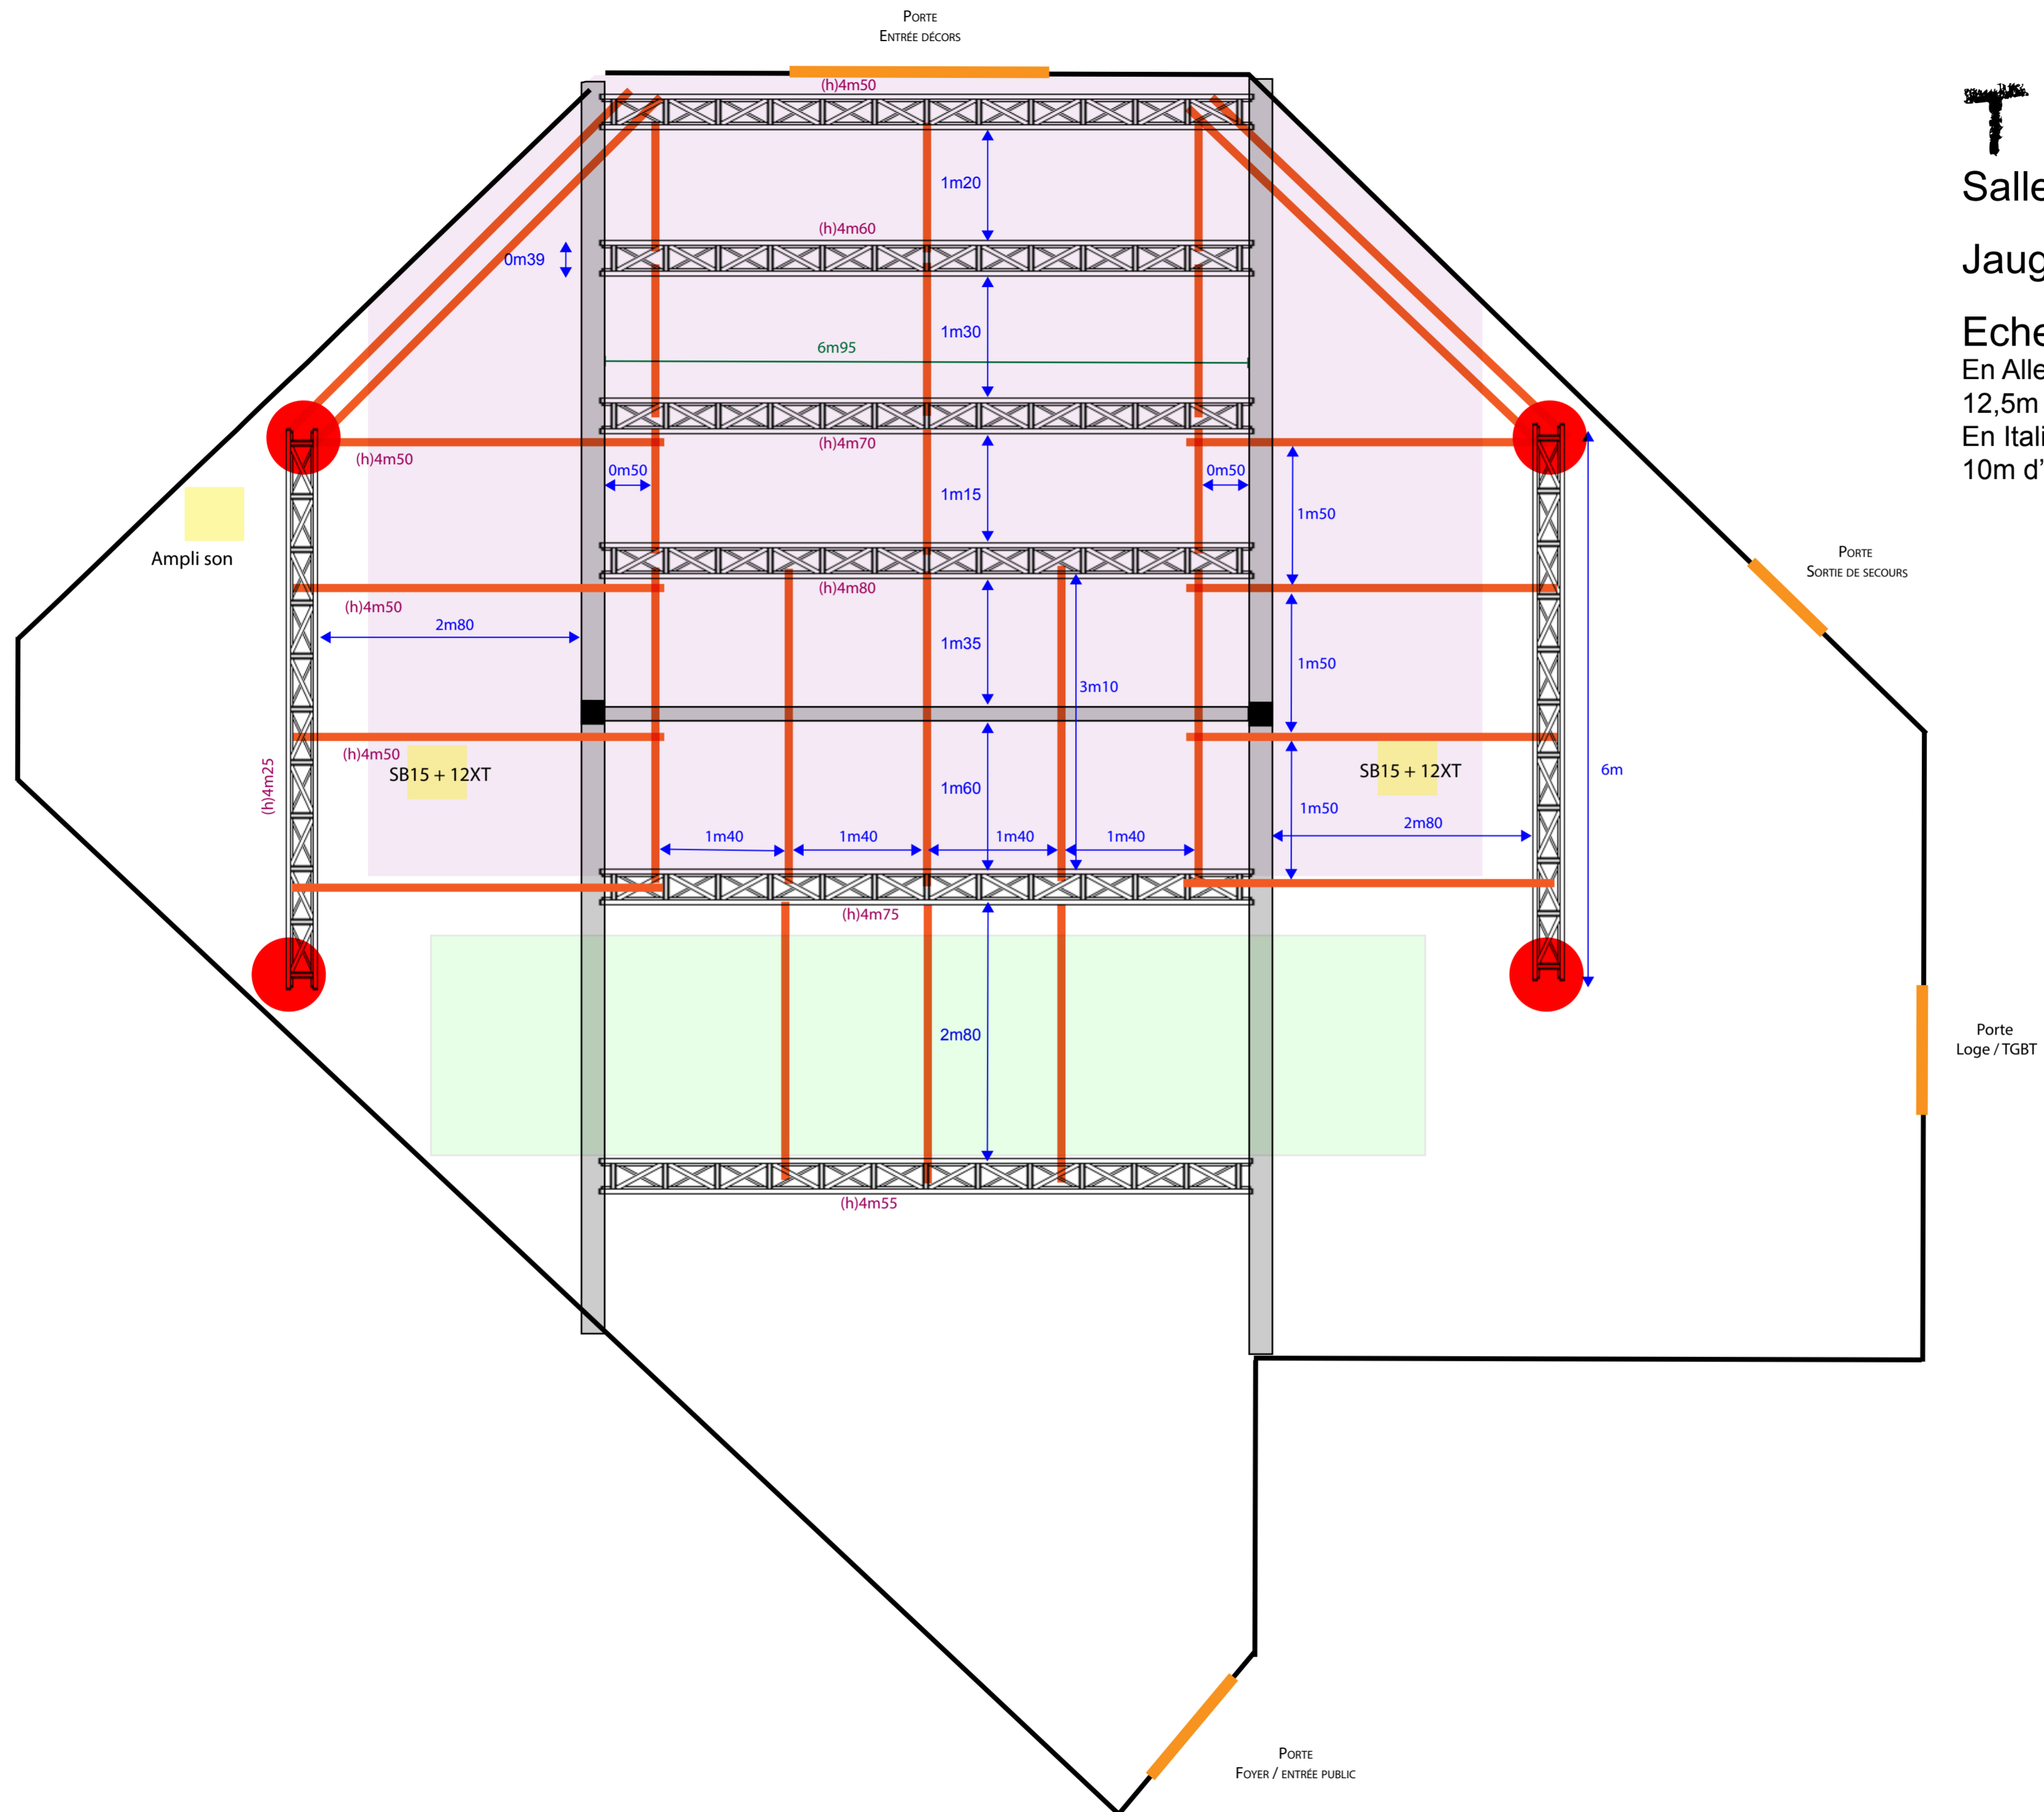 Porte
Entrée décors
(h)4m50
1m20
(h)4m60
0m39
1m30
6m95
(h)4m70
(h)4m50
0m50
0m50
1m15
1m50
Ampli son
(h)4m80
(h)4m50
2m80
1m35
1m50
3m10
(h)4m50
SB15 + 12XT
SB15 + 12XT
(h)4m25
6m
1m60
1m50
2m80
1m40
1m40
1m40
1m40
(h)4m75
2m80
(h)4m55
Porte
Sortie de secours
Porte
Loge / TGBT
Porte
Foyer / entrée public
Salle
Jaug
Eche
En Alle
12,5m
En Itali
10m d'